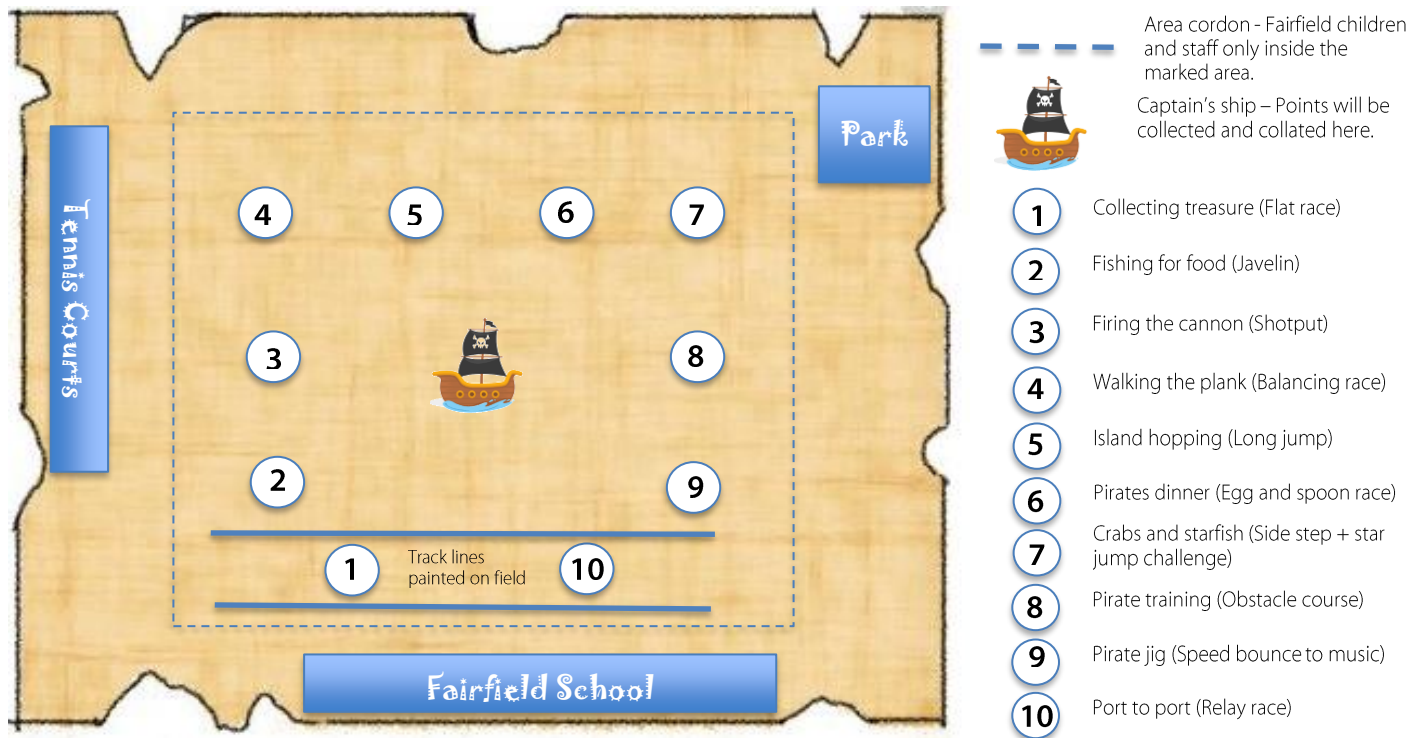 Park
Tennis Courts
4
5
6
7
3
8
2
9
1
Track lines
painted on field
10
Fairfield School
Area cordon - Fairfield children
and staff only inside the
marked area.
Captain's ship – Points will be
collected and collated here.
1 Collecting treasure (Flat race)
2 Fishing for food (Javelin)
3 Firing the cannon (Shotput)
4 Walking the plank (Balancing race)
5 Island hopping (Long jump)
6 Pirates dinner (Egg and spoon race)
7 Crabs and starfish (Side step + star
jump challenge)
8 Pirate training (Obstacle course)
9 Pirate jig (Speed bounce to music)
10 Port to port (Relay race)